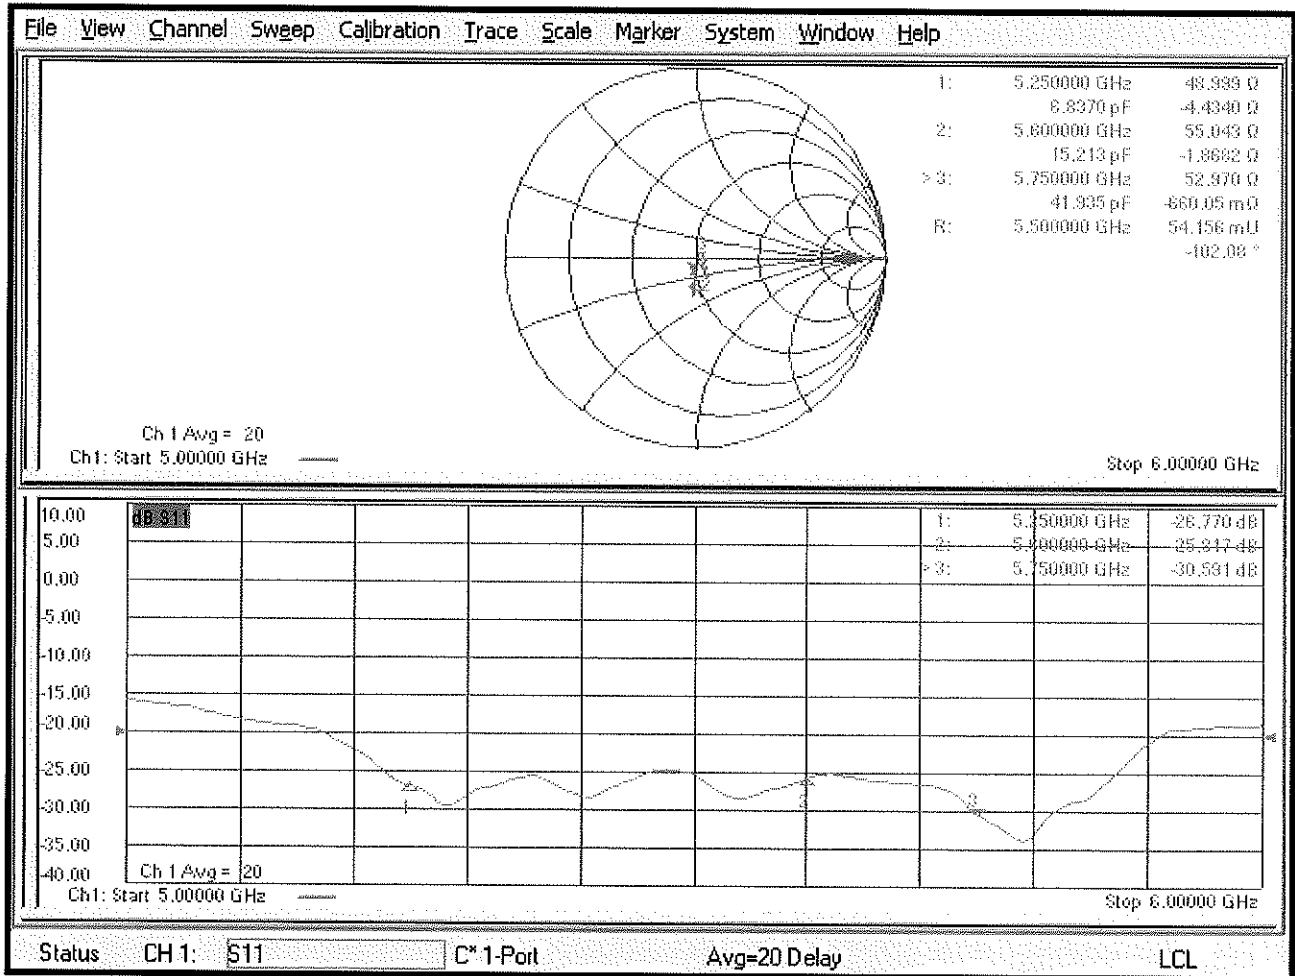 File View Channel Sweep Calibration Trace Scale Marker System Window Help
1: 5.250000 GHz 48.999 Ω
6.8370 pF -4.4340 Ω
2: 5.600000 GHz 55.043 Ω
15.213 pF -1.8682 Ω
> 3: 5.750000 GHz 52.970 Ω
41.935 pF -660.05 mΩ
R: 5.500000 GHz 54.156 mU
-102.08 °
Ch 1 Avg = 20
Ch1: Start 5.00000 GHz
Stop 6.00000 GHz
10.00
dB S11
1: 5.250000 GHz -26.770 dB
5.00
2: 5.600000 GHz -25.817 dB
0.00
> 3: 5.750000 GHz -30.591 dB
-5.00
-10.00
-15.00
-20.00
-25.00
-30.00
1
2
3
-35.00
-40.00
Ch 1 Avg = 20
Ch1: Start 5.00000 GHz
Stop 6.00000 GHz
Status CH 1: S11 C* 1-Port Avg=20 Delay LCL